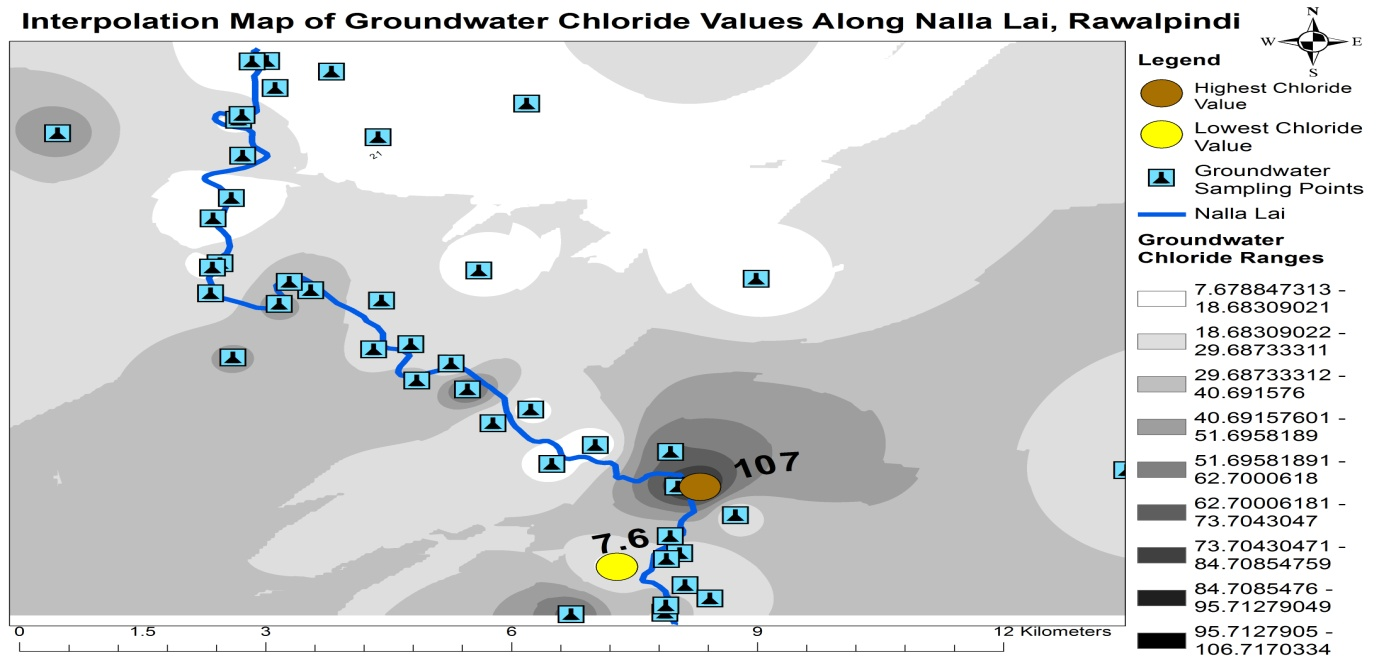 Interpolation Map of Groundwater Chloride Values Along Nalla Lai, Rawalpindi
N
W E
S
Legend
Highest Chloride
Value
Lowest Chloride
Value
Groundwater
Sampling Points
Nalla Lai
Groundwater
Chloride Ranges
7.678847313 -
18.68309021
18.68309022 -
29.68733311
29.68733312 -
40.691576
40.69157601 -
51.6958189
51.69581891 -
62.7000618
62.70006181 -
73.7043047
73.70430471 -
84.70854759
84.7085476 -
95.71279049
95.7127905 -
106.7170334
21
107
7.6
0 1.5 3 6 9 12 Kilometers